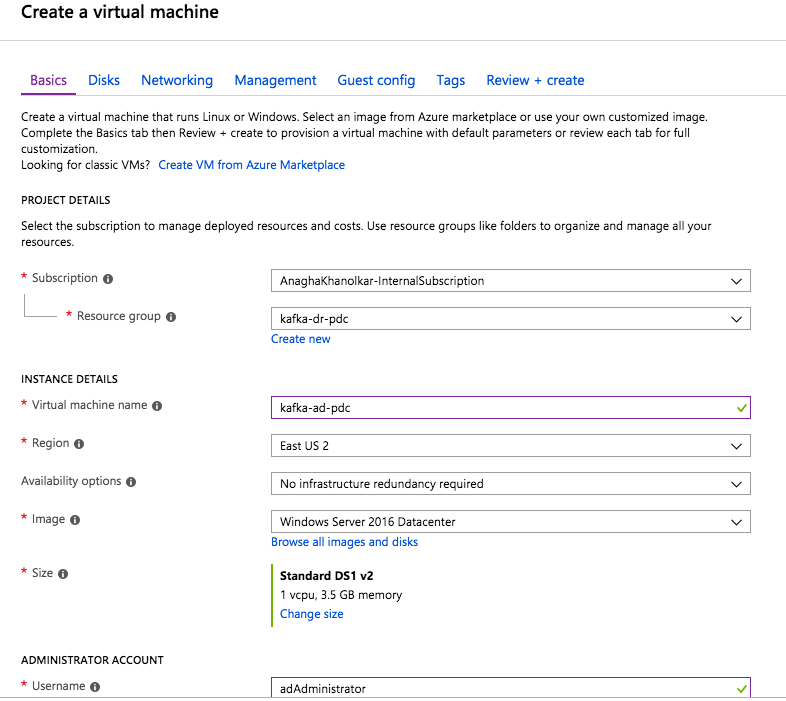 Create a virtual machine
Basics Disks Networking Management Guest config Tags Review + create
Create a virtual machine that runs Linux or Windows. Select an image from Azure marketplace or use your own customized image.
Complete the Basics tab then Review + create to provision a virtual machine with default parameters or review each tab for full
customization.
Looking for classic VMs? Create VM from Azure Marketplace
PROJECT DETAILS
Select the subscription to manage deployed resources and costs. Use resource groups like folders to organize and manage all your
resources.
* Subscription AnaghaKhanolkar-InternalSubscription
* Resource group kafka-dr-pdc
Create new
INSTANCE DETAILS
* Virtual machine name kafka-ad-pdc
* Region East US 2
Availability options No infrastructure redundancy required
* Image Windows Server 2016 Datacenter
Browse all images and disks
* Size Standard DS1 v2
1 vcpu, 3.5 GB memory
Change size
ADMINISTRATOR ACCOUNT
* Username adAdministrator